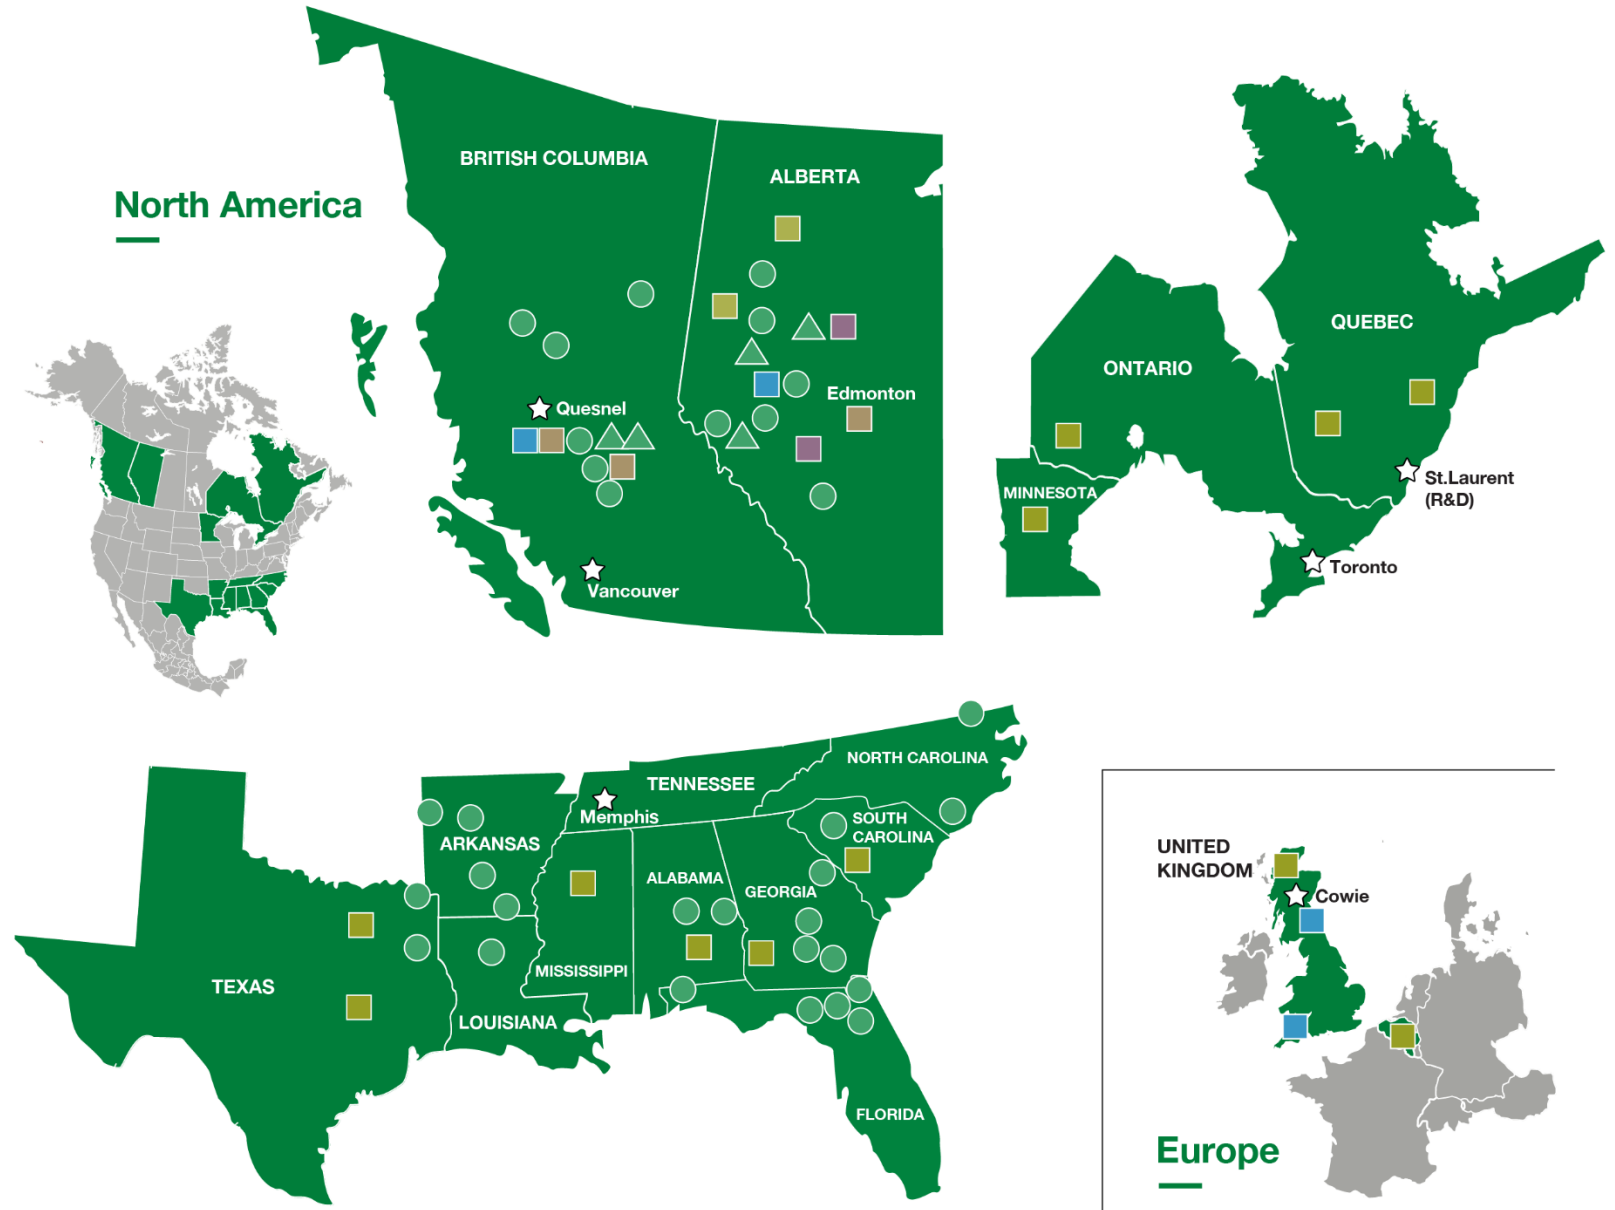 North America
BRITISH COLUMBIA
ALBERTA
Quesnel
Edmonton
Vancouver
QUEBEC
ONTARIO
MINNESOTA
St.Laurent
(R&D)
Toronto
TENNESSEE
NORTH CAROLINA
Memphis
ARKANSAS
SOUTH
CAROLINA
ALABAMA
GEORGIA
MISSISSIPPI
TEXAS
LOUISIANA
FLORIDA
UNITED
KINGDOM
Cowie
Europe